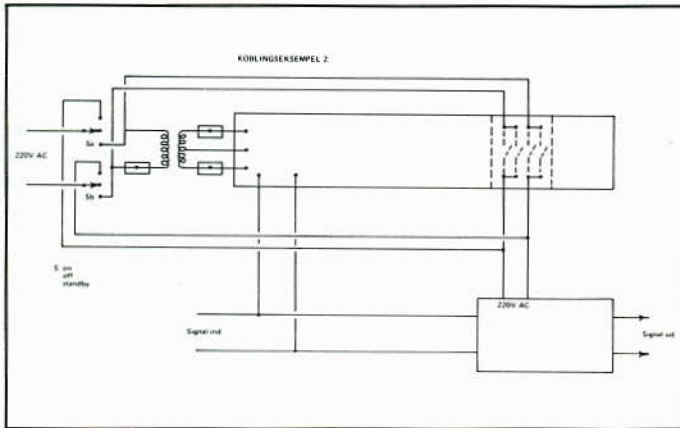 KOBLINGSEKSEMPEL 2:
Sa
220V AC
Sb
S on
off
standby
220V AC
Signal ind
Signal ud